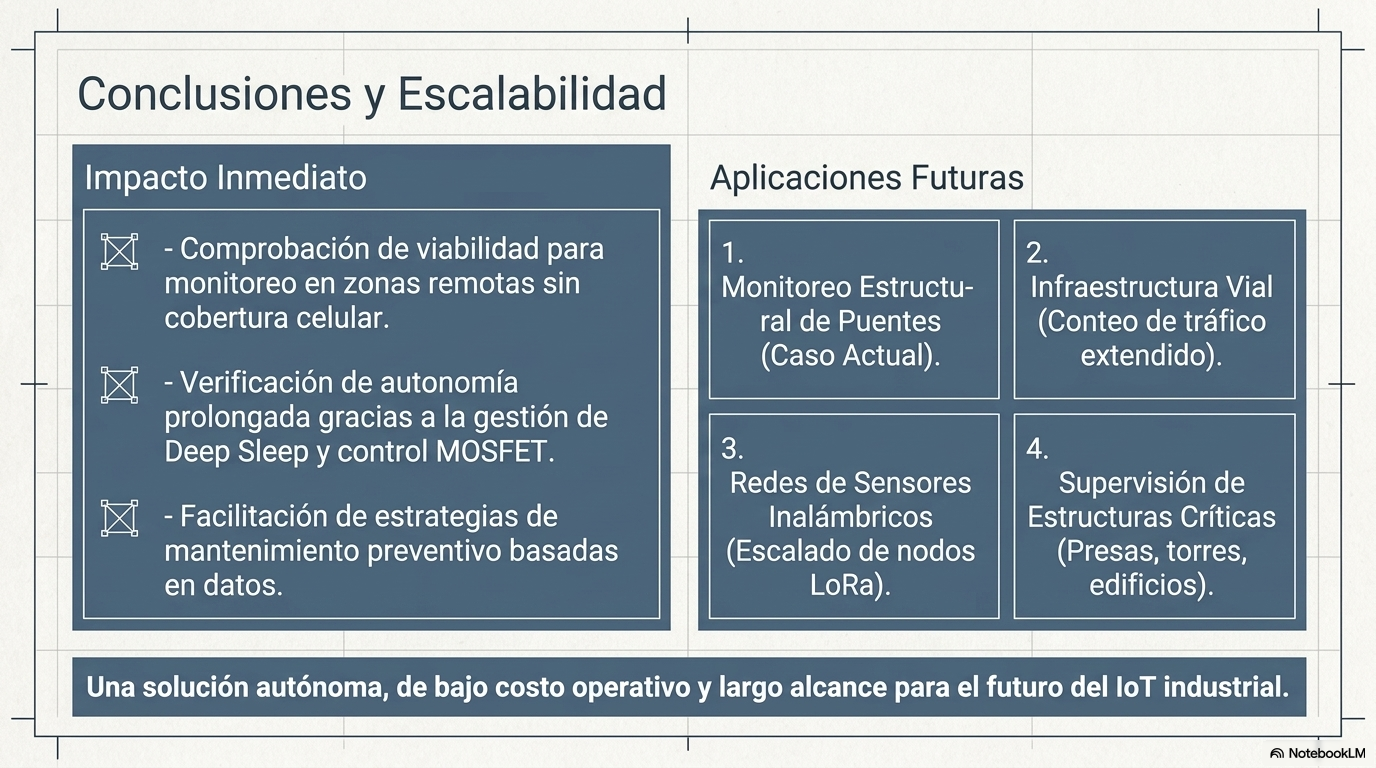 Conclusiones y Escalabilidad
Impacto Inmediato
- Comprobación de viabilidad para
monitoreo en zonas remotas sin
cobertura celular.
- Verificación de autonomía
prolongada gracias a la gestión de
Deep Sleep y control MOSFET.
- Facilitación de estrategias de
mantenimiento preventivo basadas
en datos.
Aplicaciones Futuras
1.
Monitoreo Estructu-
ral de Puentes
(Caso Actual).
2.
Infraestructura Vial
(Conteo de tráfico
extendido).
3.
Redes de Sensores
Inalámbricos
(Escalado de nodos
LoRa).
4.
Supervisión de
Estructuras Críticas
(Presas, torres,
edificios).
Una solución autónoma, de bajo costo operativo y largo alcance para el futuro del IoT industrial.
NotebookLM